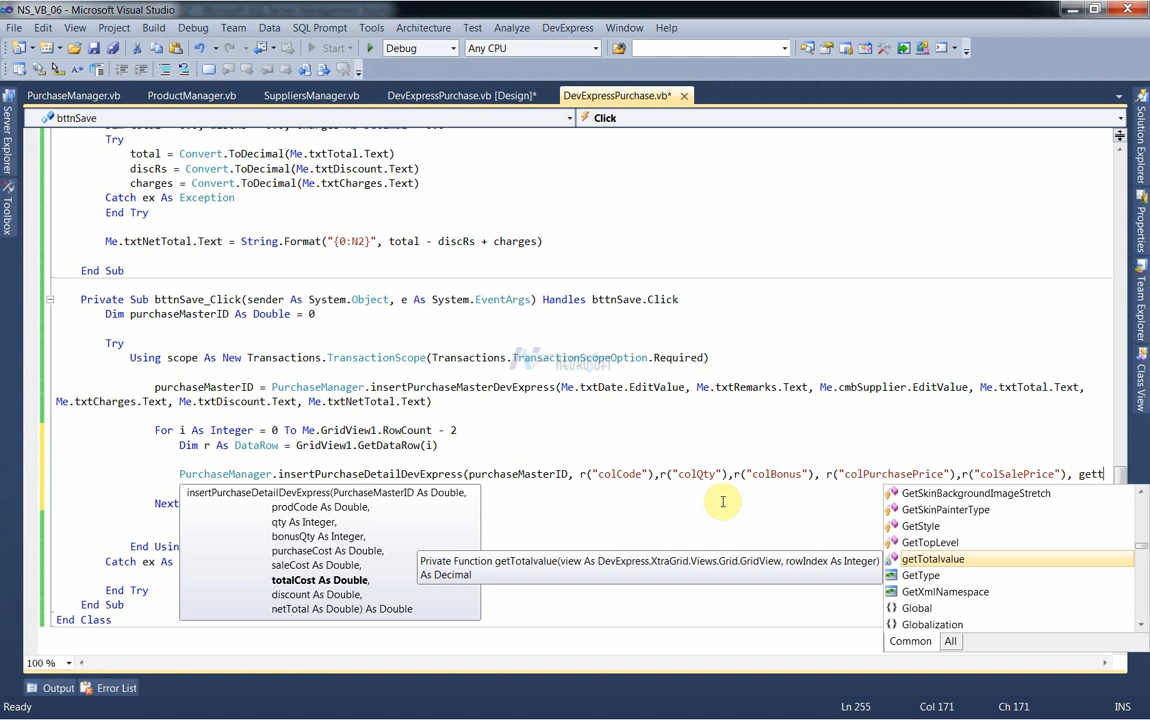 NS_VB_06 - Microsoft Visual Studio
File Edit View Project Build Debug Team Data SQL Prompt Tools Architecture Test Analyze DevExpress Window Help
Start Debug Any CPU
PurchaseManager.vb ProductManager.vb SuppliersManager.vb DevExpressPurchase.vb [Design]* DevExpressPurchase.vb*
bttnSave Click
Server Explorer
Toolbox
Solution Explorer
Properties
Team Explorer
Class View
Try
total = Convert.ToDecimal(Me.txtTotal.Text)
discRs = Convert.ToDecimal(Me.txtDiscount.Text)
charges = Convert.ToDecimal(Me.txtCharges.Text)
Catch ex As Exception
End Try
Me.txtNetTotal.Text = String.Format("{0:N2}", total - discRs + charges)
End Sub
Private Sub bttnSave_Click(sender As System.Object, e As System.EventArgs) Handles bttnSave.Click
Dim purchaseMasterID As Double = 0
Try
Using scope As New Transactions.TransactionScope(Transactions.TransactionScopeOption.Required)
purchaseMasterID = PurchaseManager.insertPurchaseMasterDevExpress(Me.txtDate.EditValue, Me.txtRemarks.Text, Me.cmbSupplier.EditValue, Me.txtTotal.Text,
Me.txtCharges.Text, Me.txtDiscount.Text, Me.txtNetTotal.Text)
For i As Integer = 0 To Me.GridView1.RowCount - 2
Dim r As DataRow = GridView1.GetDataRow(i)
PurchaseManager.insertPurchaseDetailDevExpress(purchaseMasterID, r("colCode"),r("colQty"),r("colBonus"), r("colPurchasePrice"),r("colSalePrice"), gett
Next
End Usin
Catch ex As
End Try
End Sub
End Class
insertPurchaseDetailDevExpress(PurchaseMasterID As Double,
prodCode As Double,
qty As Integer,
bonusQty As Integer,
purchaseCost As Double,
saleCost As Double,
totalCost As Double,
discount As Double,
netTotal As Double) As Double
Private Function getTotalvalue(view As DevExpress.XtraGrid.Views.Grid.GridView, rowIndex As Integer)
As Decimal
GetSkinBackgroundImageStretch
GetSkinPainterType
GetStyle
GetTopLevel
getTotalvalue
GetType
GetXmlNamespace
Global
Globalization
Common All
100 %
Output Error List
Ready Ln 255 Col 171 Ch 171 INS